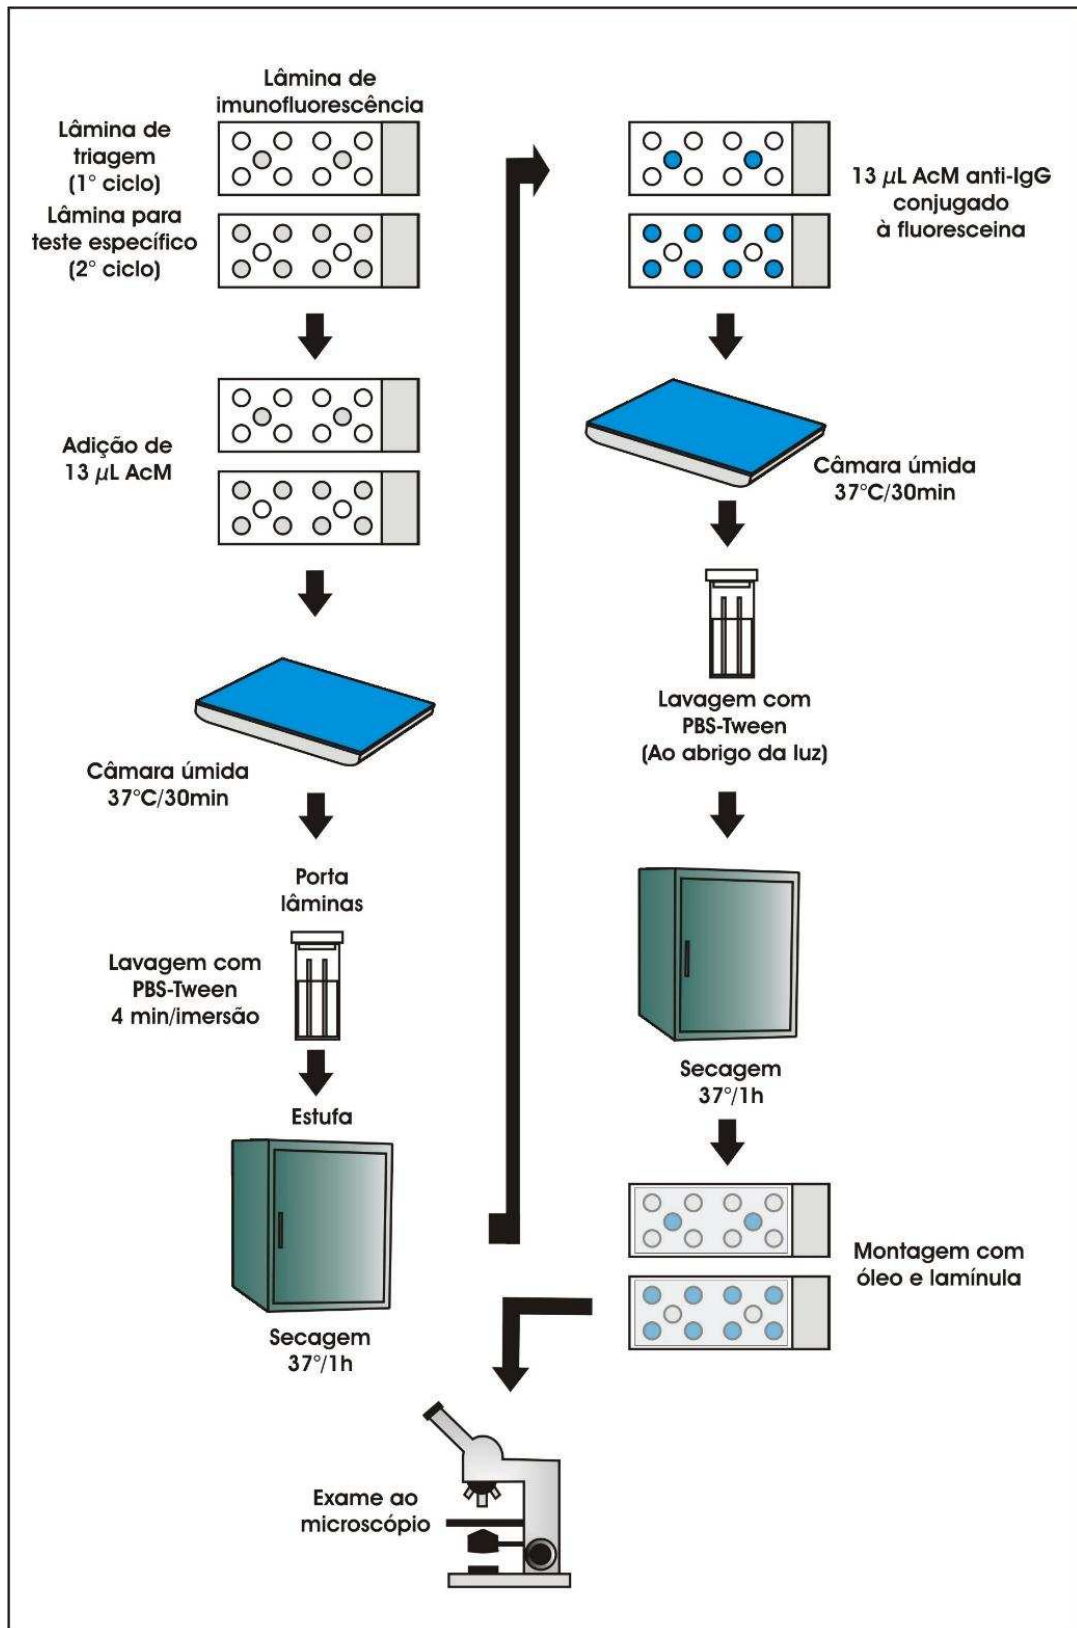 Lâmina de
imunofluorescência
Lâmina de
triagem
(1° ciclo)
Lâmina para
teste específico
(2° ciclo)
Adição de
13 μL AcM
Câmara úmida
37°C/30min
Porta
lâminas
Lavagem com
PBS-Tween
4 min/imersão
Estufa
Secagem
37°/1h
13 μL AcM anti-IgG
conjugado
à fluoresceina
Câmara úmida
37°C/30min
Lavagem com
PBS-Tween
(Ao abrigo da luz)
Secagem
37°/1h
Montagem com
óleo e lamínula
Exame ao
microscópio